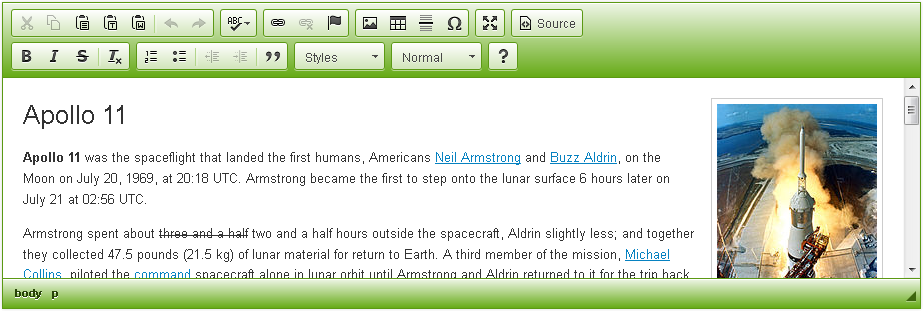 ABC
Source
B I S Tx
Styles
Normal
?
Apollo 11
Apollo 11 was the spaceflight that landed the first humans, Americans Neil Armstrong and Buzz Aldrin, on the
Moon on July 20, 1969, at 20:18 UTC. Armstrong became the first to step onto the lunar surface 6 hours later on
July 21 at 02:56 UTC.
Armstrong spent about three and a half two and a half hours outside the spacecraft, Aldrin slightly less; and together
they collected 47.5 pounds (21.5 kg) of lunar material for return to Earth. A third member of the mission, Michael
Collins, piloted the command spacecraft alone in lunar orbit until Armstrong and Aldrin returned to it for the trip back
body p